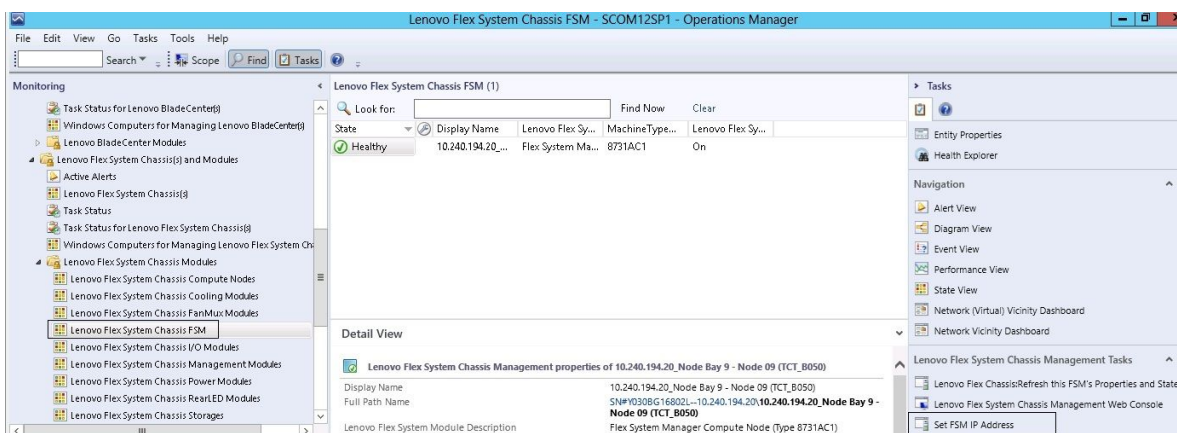 Lenovo Flex System Chassis FSM - SCOM12SP1 - Operations Manager
File Edit View Go Tasks Tools Help
Search Scope Find Tasks
Monitoring
Task Status for Lenovo BladeCenter(s)
Windows Computers for Managing Lenovo BladeCenter(s)
Lenovo BladeCenter Modules
Lenovo Flex System Chassis(s) and Modules
Active Alerts
Lenovo Flex System Chassis(s)
Task Status
Task Status for Lenovo Flex System Chassis(s)
Windows Computers for Managing Lenovo Flex System Ch
Lenovo Flex System Chassis Modules
Lenovo Flex System Chassis Compute Nodes
Lenovo Flex System Chassis Cooling Modules
Lenovo Flex System Chassis FanMux Modules
Lenovo Flex System Chassis FSM
Lenovo Flex System Chassis I/O Modules
Lenovo Flex System Chassis Management Modules
Lenovo Flex System Chassis Power Modules
Lenovo Flex System Chassis RearLED Modules
Lenovo Flex System Chassis Storages
Lenovo Flex System Chassis FSM (1)
Look for: Find Now Clear
State Display Name Lenovo Flex Sy... MachineType... Lenovo Flex Sy...
Healthy 10.240.194.20_... Flex System Ma... 8731AC1 On
Detail View
Lenovo Flex System Chassis Management properties of 10.240.194.20_Node Bay 9 - Node 09 (TCT_B050)
Display Name 10.240.194.20_Node Bay 9 - Node 09 (TCT_B050)
Full Path Name SN#Y030BG16802L--10.240.194.20\10.240.194.20_Node Bay 9 -
Node 09 (TCT_B050)
Lenovo Flex System Module Description Flex System Manager Compute Node (Type 8731AC1)
Tasks
Entity Properties
Health Explorer
Navigation
Alert View
Diagram View
Event View
Performance View
State View
Network (Virtual) Vicinity Dashboard
Network Vicinity Dashboard
Lenovo Flex System Chassis Management Tasks
Lenovo Flex Chassis:Refresh this FSM's Properties and State
Lenovo Flex System Chassis Management Web Console
Set FSM IP Address